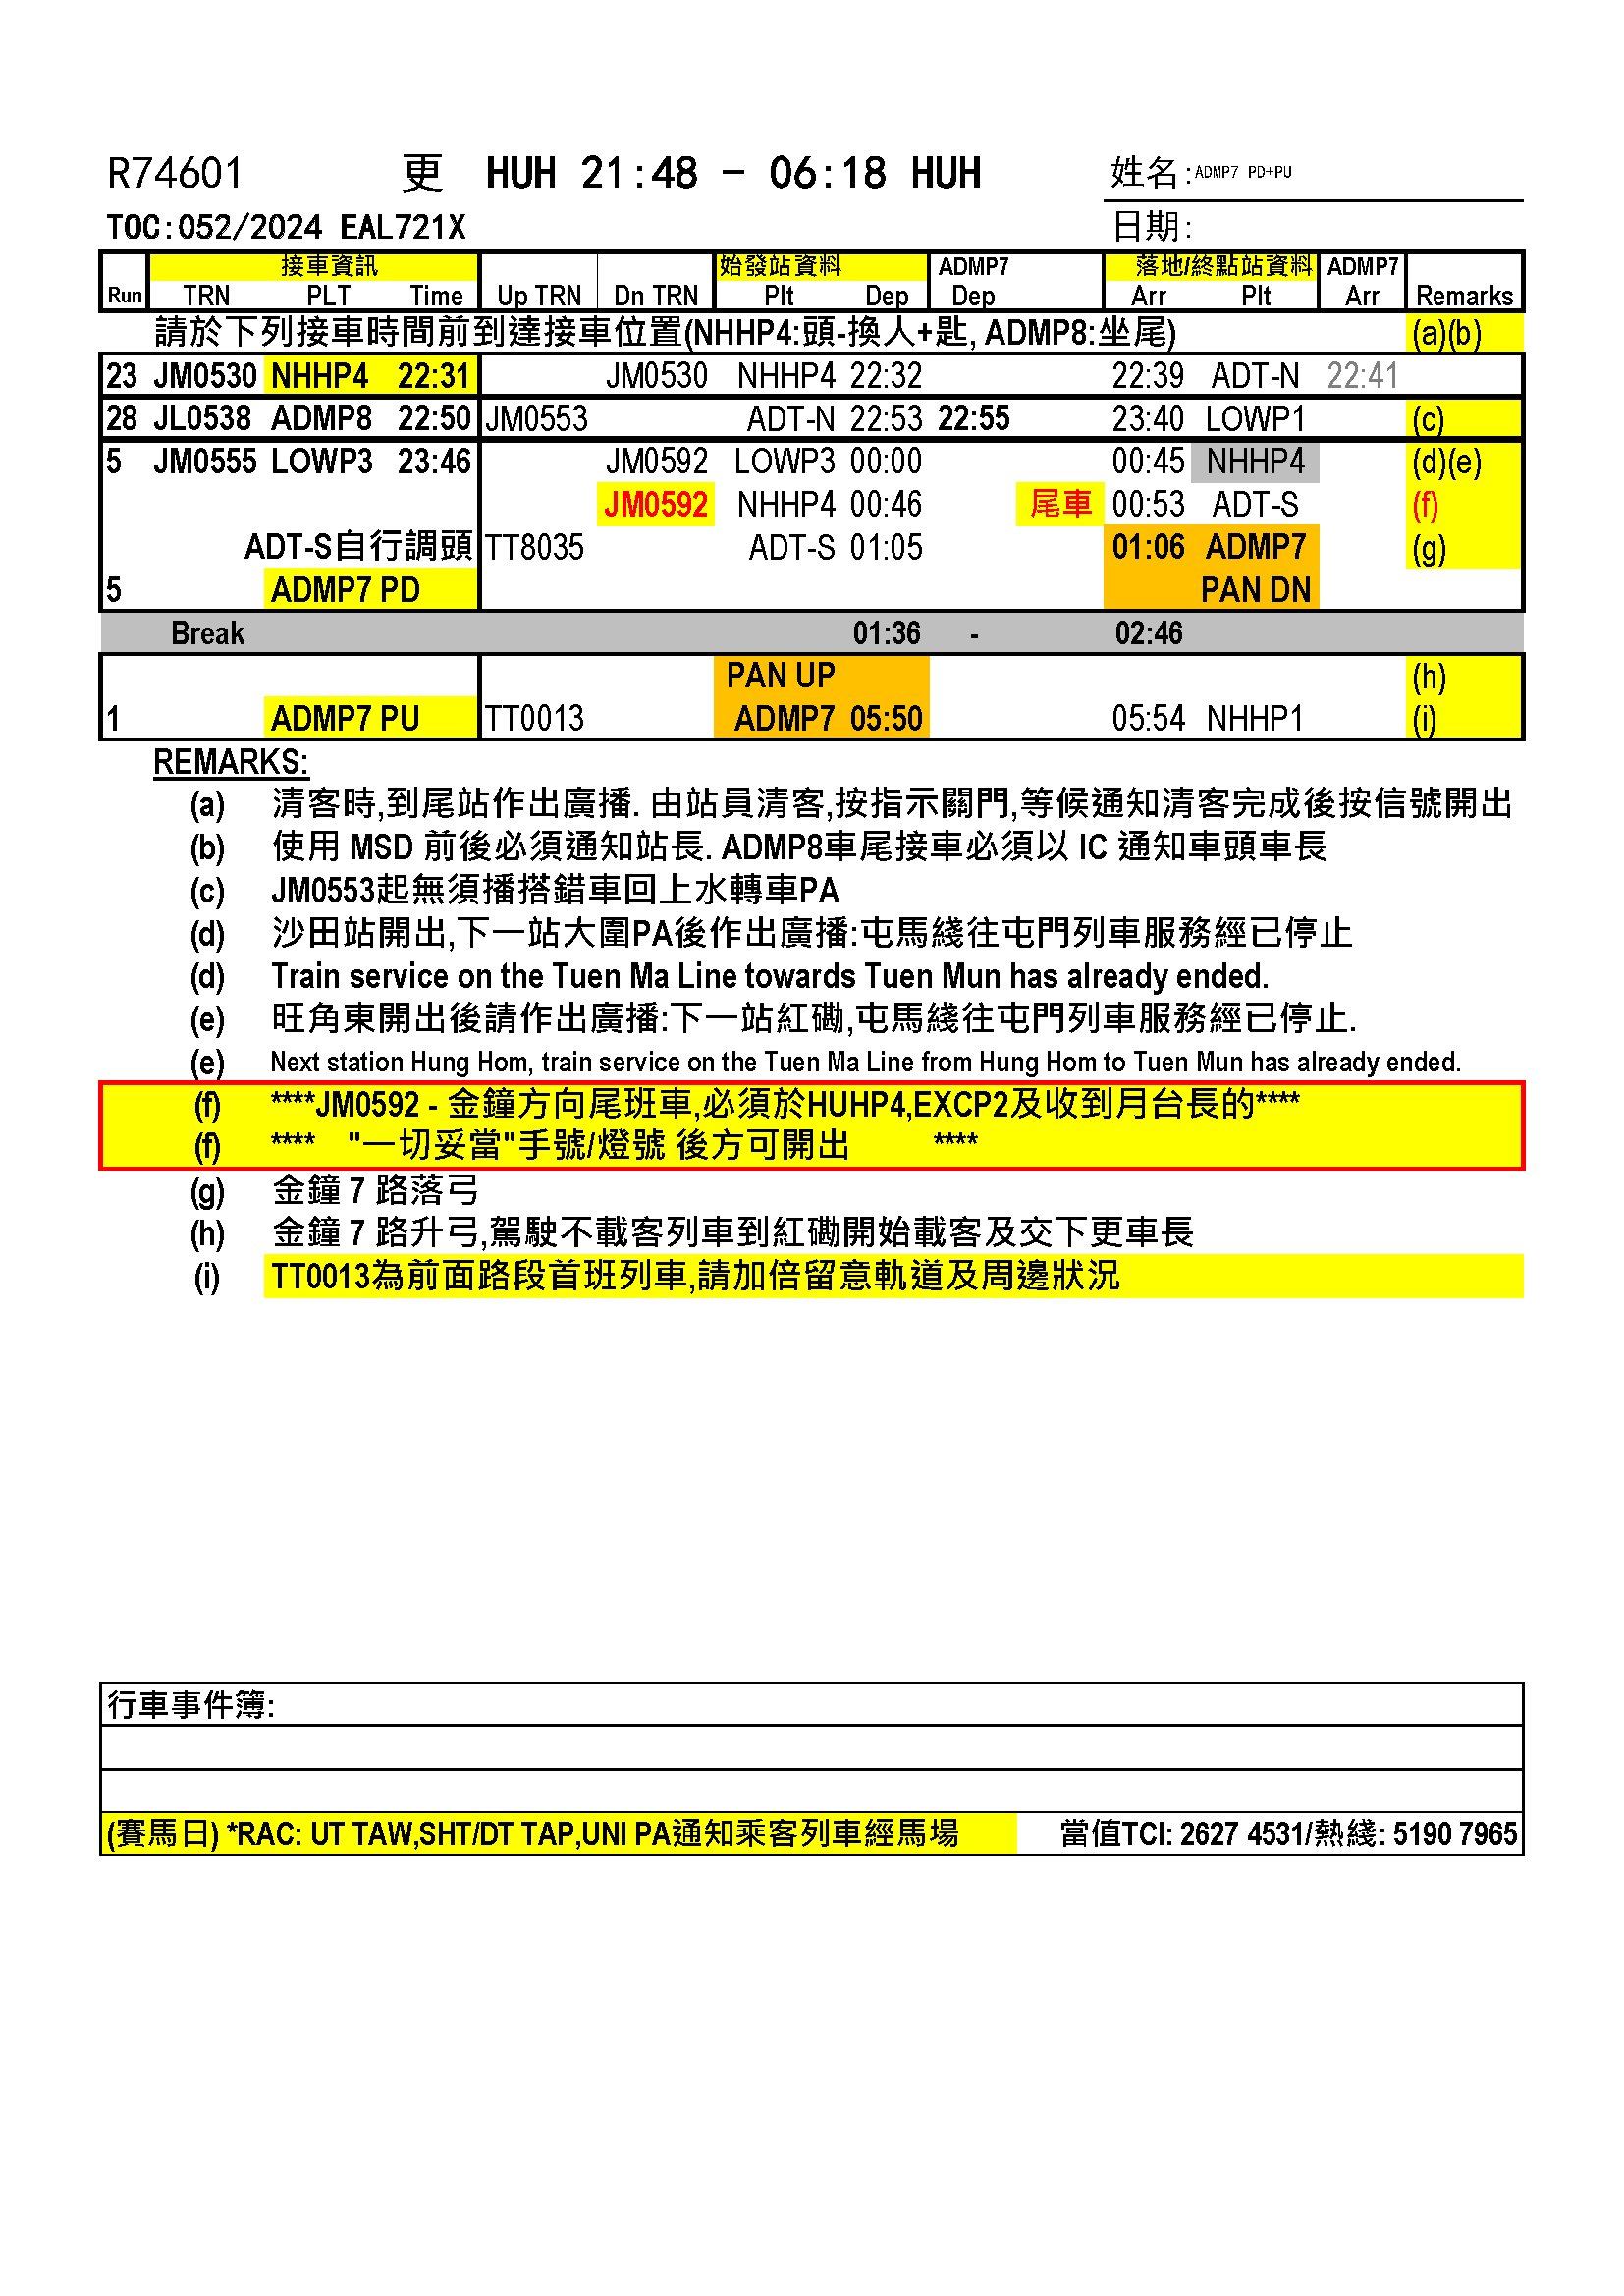 R74601 更 HUH 21:48 - 06:18 HUH 姓名:ADMP7 PD+PU
TOC:052/2024 EAL721X 日期:
接車資訊 始發站資料 ADMP7 落地/終點站資料 ADMP7
Run TRN PLT Time Up TRN Dn TRN Plt Dep Dep Arr Plt Arr Remarks
請於下列接車時間前到達接車位置(NHHP4:頭-換人+匙, ADMP8:坐尾) (a)(b)
23 JM0530 NHHP4 22:31 JM0530 NHHP4 22:32 22:39 ADT-N 22:41
28 JL0538 ADMP8 22:50 JM0553 ADT-N 22:53 22:55 23:40 LOWP1 (c)
5 JM0555 LOWP3 23:46 JM0592 LOWP3 00:00 00:45 NHHP4 (d)(e)
JM0592 NHHP4 00:46 尾車 00:53 ADT-S (f)
ADT-S自行調頭 TT8035 ADT-S 01:05 01:06 ADMP7 (g)
5 ADMP7 PD PAN DN
Break 01:36 - 02:46
PAN UP (h)
1 ADMP7 PU TT0013 ADMP7 05:50 05:54 NHHP1 (i)
REMARKS:
(a) 清客時,到尾站作出廣播. 由站員清客,按指示關門,等候通知清客完成後按信號開出
(b) 使用 MSD 前後必須通知站長. ADMP8車尾接車必須以 IC 通知車頭車長
(c) JM0553起無須播搭錯車回上水轉車PA
(d) 沙田站開出,下一站大圍PA後作出廣播:屯馬綫往屯門列車服務經已停止
(d) Train service on the Tuen Ma Line towards Tuen Mun has already ended.
(e) 旺角東開出後請作出廣播:下一站紅磡,屯馬綫往屯門列車服務經已停止.
(e) Next station Hung Hom, train service on the Tuen Ma Line from Hung Hom to Tuen Mun has already ended.
(f) ****JM0592 - 金鐘方向尾班車,必須於HUHP4,EXCP2及收到月台長的****
(f) **** "一切妥當"手號/燈號 後方可開出 ****
(g) 金鐘 7 路落弓
(h) 金鐘 7 路升弓,駕駛不載客列車到紅磡開始載客及交下更車長
(i) TT0013為前面路段首班列車,請加倍留意軌道及周邊狀況
行車事件簿:
(賽馬日) *RAC: UT TAW,SHT/DT TAP,UNI PA通知乘客列車經馬場 當值TCI: 2627 4531/熱綫: 5190 7965